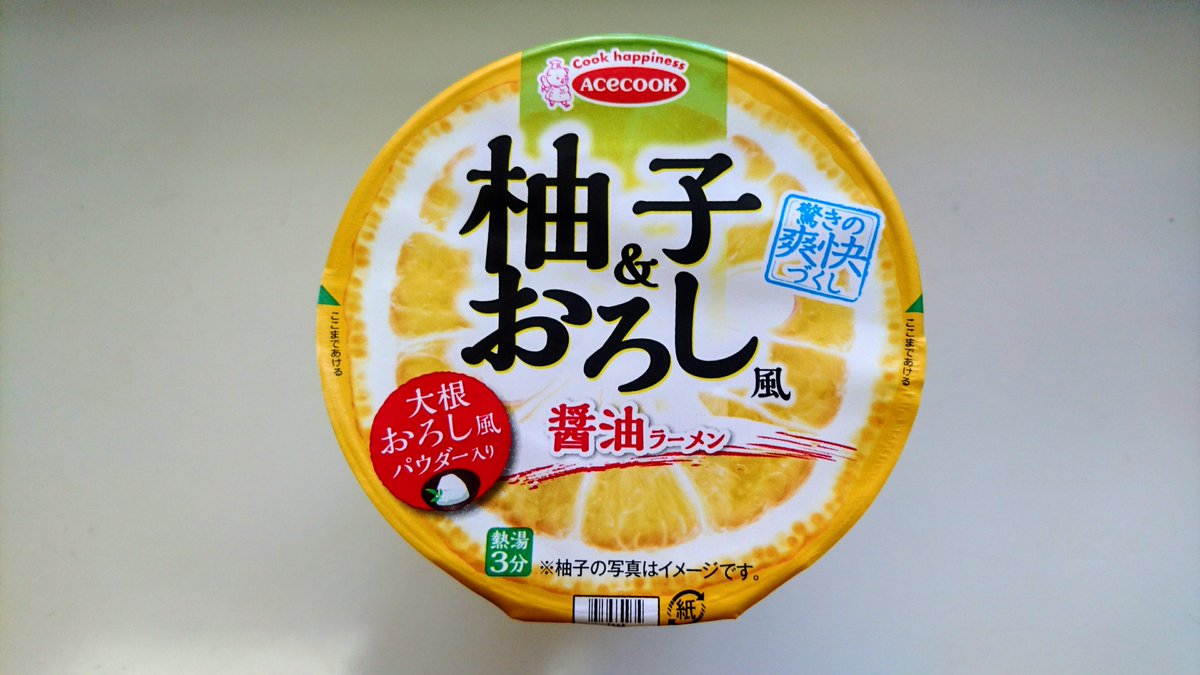 Cook happiness
ACECOOK
柚子
&
おろし風
醤油ラーメン
驚きの
爽快
づくし
ここまであける
ここまであける
大根
おろし風
パウダー入り
熱湯
3分
※柚子の写真はイメージです。
紙